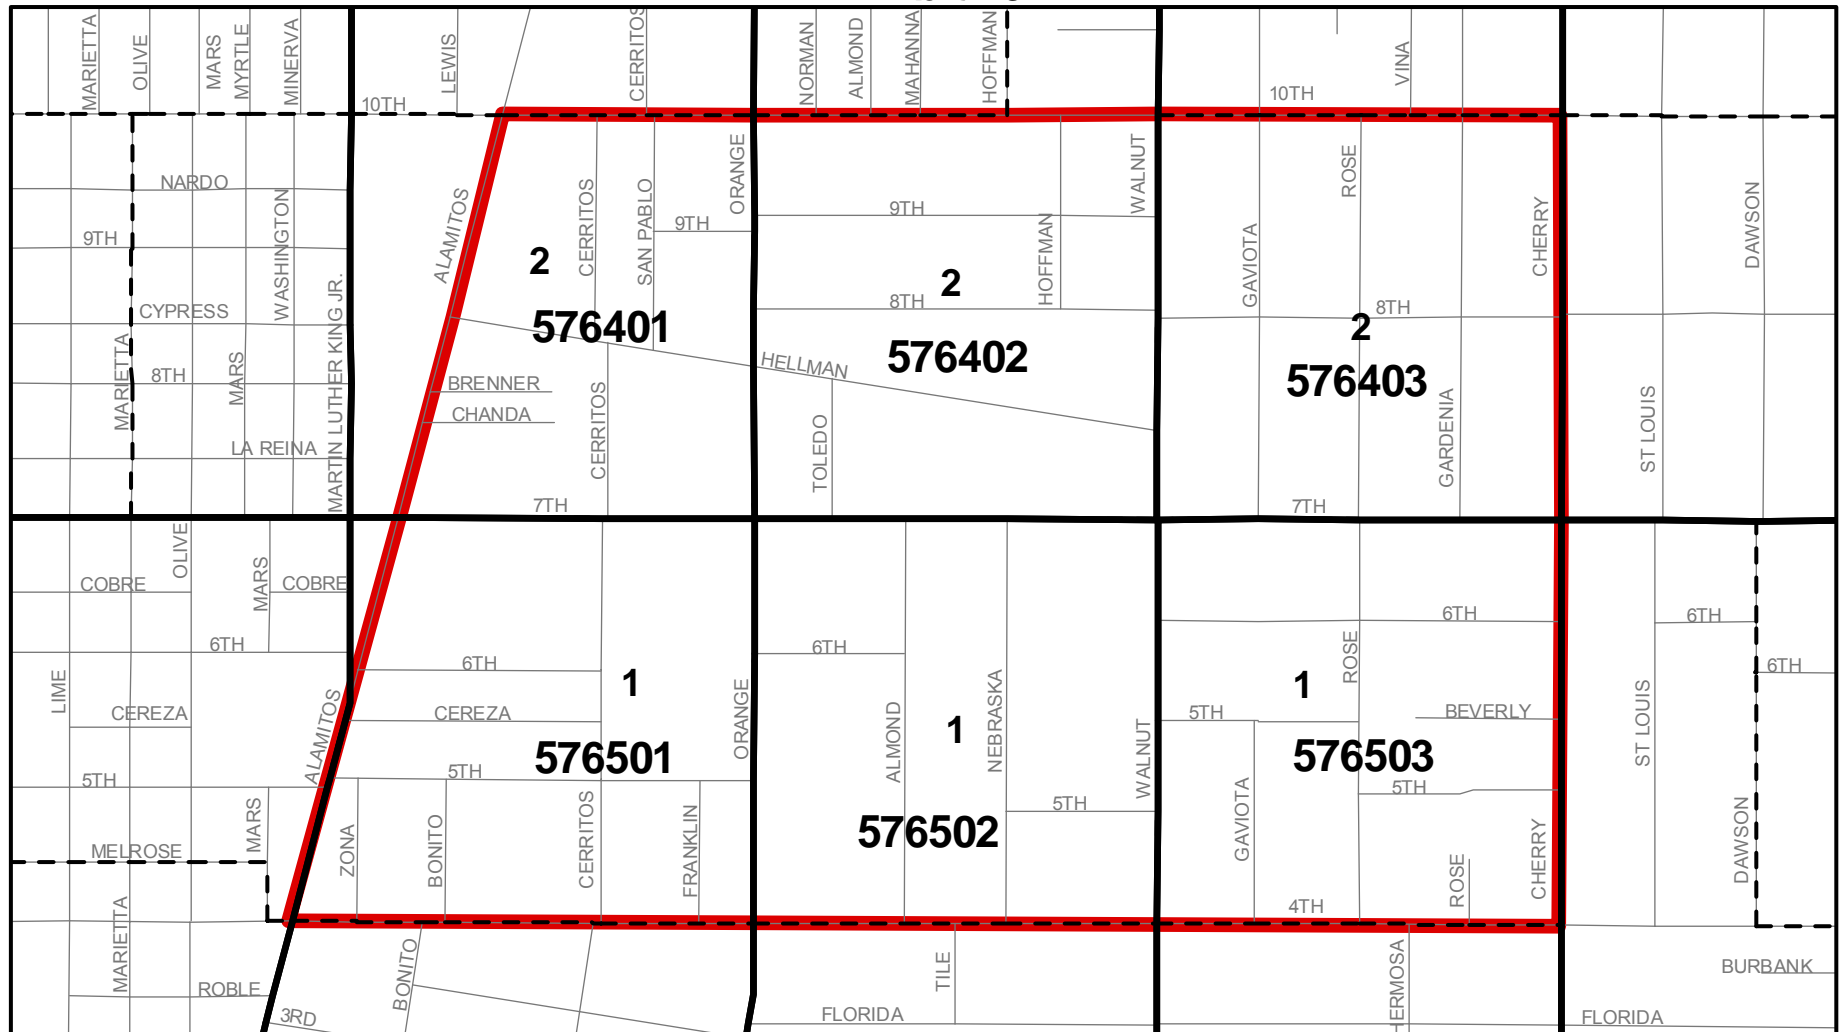 MARIETTA
OLIVE
MARS
MYRTLE
MINERVA
LEWIS
CERRITOS
NORMAN
ALMOND
MAHANNA
HOFFMAN
VINA
10TH
10TH
NARDO
9TH
WASHINGTON
CYPRESS
MARIETTA
8TH
MARS
LA REINA
MARTIN LUTHER KING JR.
ALAMITOS
2
576401
CERRITOS
SAN PABLO
ORANGE
9TH
BRENNER
CHANDA
CERRITOS
7TH
9TH
2
8TH
HOFFMAN
WALNUT
576402
HELLMAN
TOLEDO
ROSE
GAVIOTA
CHERRY
8TH
2
576403
GARDENIA
7TH
ST LOUIS
DAWSON
OLIVE
COBRE
MARS
COBRE
6TH
LIME
CEREZA
ALAMITOS
5TH
MARS
MELROSE
MARIETTA
ROBLE
3RD
6TH
1
CEREZA
ORANGE
576501
5TH
ZONA
BONITO
CERRITOS
FRANKLIN
BONITO
6TH
ALMOND
1
NEBRASKA
WALNUT
576502
5TH
TILE
FLORIDA
6TH
ROSE
1
5TH
BEVERLY
576503
5TH
GAVIOTA
ROSE
CHERRY
4TH
HERMOSA
6TH
6TH
ST LOUIS
DAWSON
BURBANK
FLORIDA